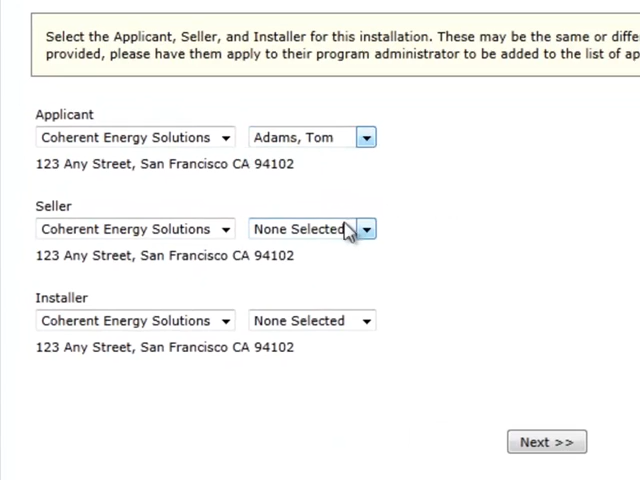 Select the Applicant, Seller, and Installer for this installation. These may be the same or
provided, please have them apply to their program administrator to be added to the list of
Applicant
Coherent Energy Solutions Adams, Tom
123 Any Street, San Francisco CA 94102
Seller
Coherent Energy Solutions None Selected
123 Any Street, San Francisco CA 94102
Installer
Coherent Energy Solutions None Selected
123 Any Street, San Francisco CA 94102
Next >>